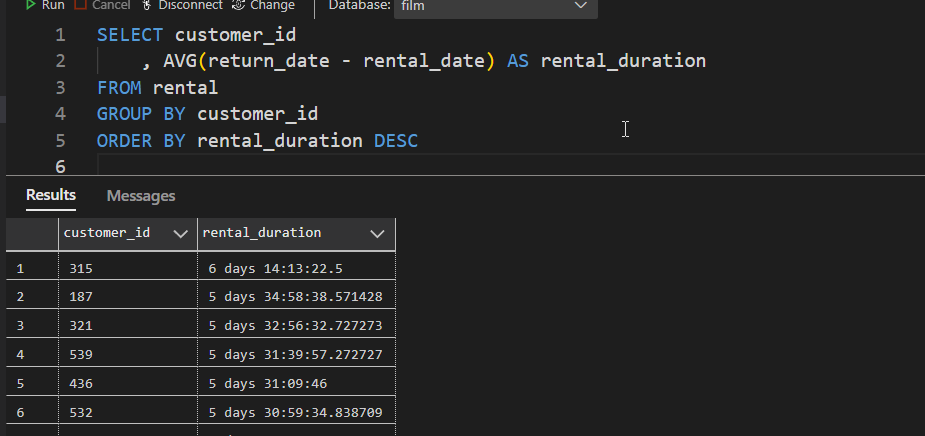 Run Cancel Disconnect Change Database: film
1 SELECT customer_id
2 , AVG(return_date - rental_date) AS rental_duration
3 FROM rental
4 GROUP BY customer_id
5 ORDER BY rental_duration DESC
6
Results Messages
customer_id rental_duration
1 315 6 days 14:13:22.5
2 187 5 days 34:58:38.571428
3 321 5 days 32:56:32.727273
4 539 5 days 31:39:57.272727
5 436 5 days 31:09:46
6 532 5 days 30:59:34.838709